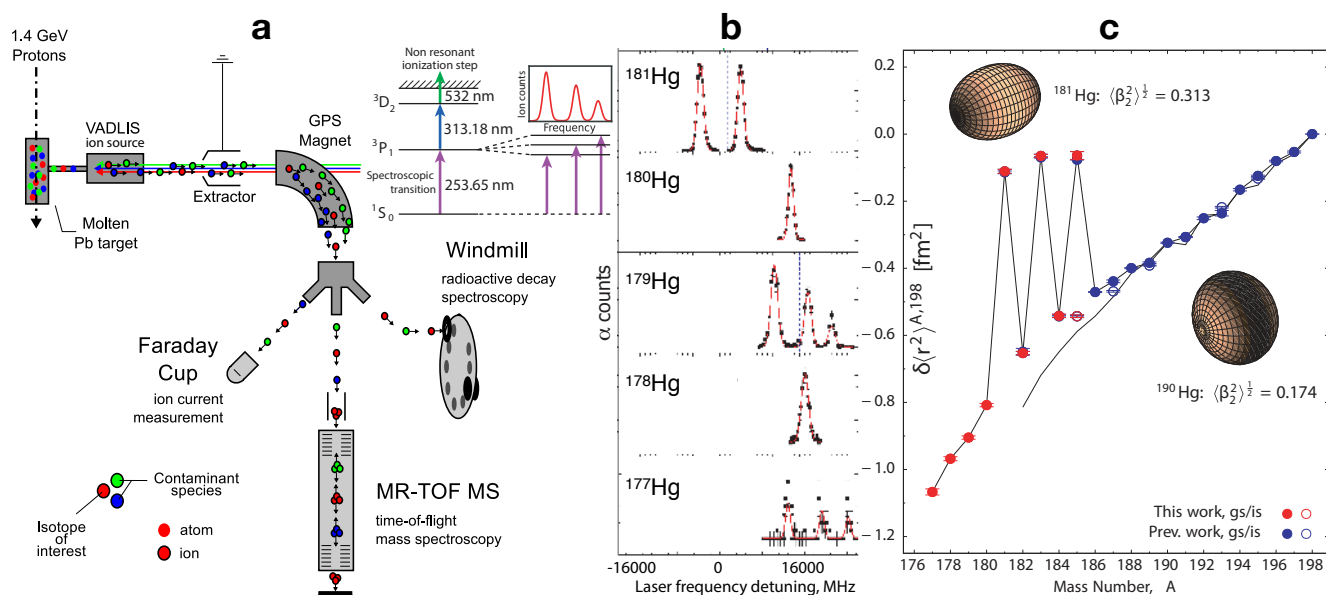 a
1.4 GeV
Protons
VADLIS
ion source
Extractor
GPS
Magnet
Molten
Pb target
Non resonant
ionization step
³D₂
532 nm
313.18 nm
³P₁
Spectroscopic
transition
253.65 nm
¹S₀
Ion counts
Frequency
Windmill
radioactive decay
spectroscopy
Faraday
Cup
ion current
measurement
MR-TOF MS
time-of-flight
mass spectroscopy
Contaminant
species
Isotope
of
interest
atom
ion
b
-16000
0
16000
¹⁸¹Hg
¹⁸⁰Hg
¹⁷⁹Hg
¹⁷⁸Hg
¹⁷⁷Hg
α counts
-16000
0
16000
Laser frequency detuning, MHz
c
0.2
0.0
−0.2
−0.4
−0.6
−0.8
−1.0
−1.2
δ⟨r²⟩ A,198 [fm²]
¹⁸¹Hg: ⟨β₂²⟩^½ = 0.313
¹⁹⁰Hg: ⟨β₂²⟩^½ = 0.174
This work, gs/is
Prev. work, gs/is
176 178 180 182 184 186 188 190 192 194 196 198
Mass Number, A